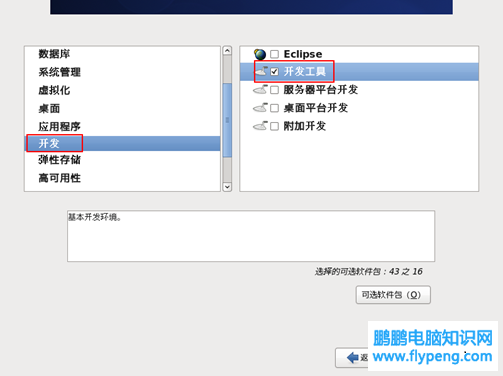 数据库
系统管理
虚拟化
桌面
应用程序
开发
弹性存储
高可用性
Eclipse
开发工具
服务器平台开发
桌面平台开发
附加开发
基本开发环境。
选择的可选软件包：43 之 16
可选软件包（O）
返
鹏鹏电脑知识网
www.flypeng.com